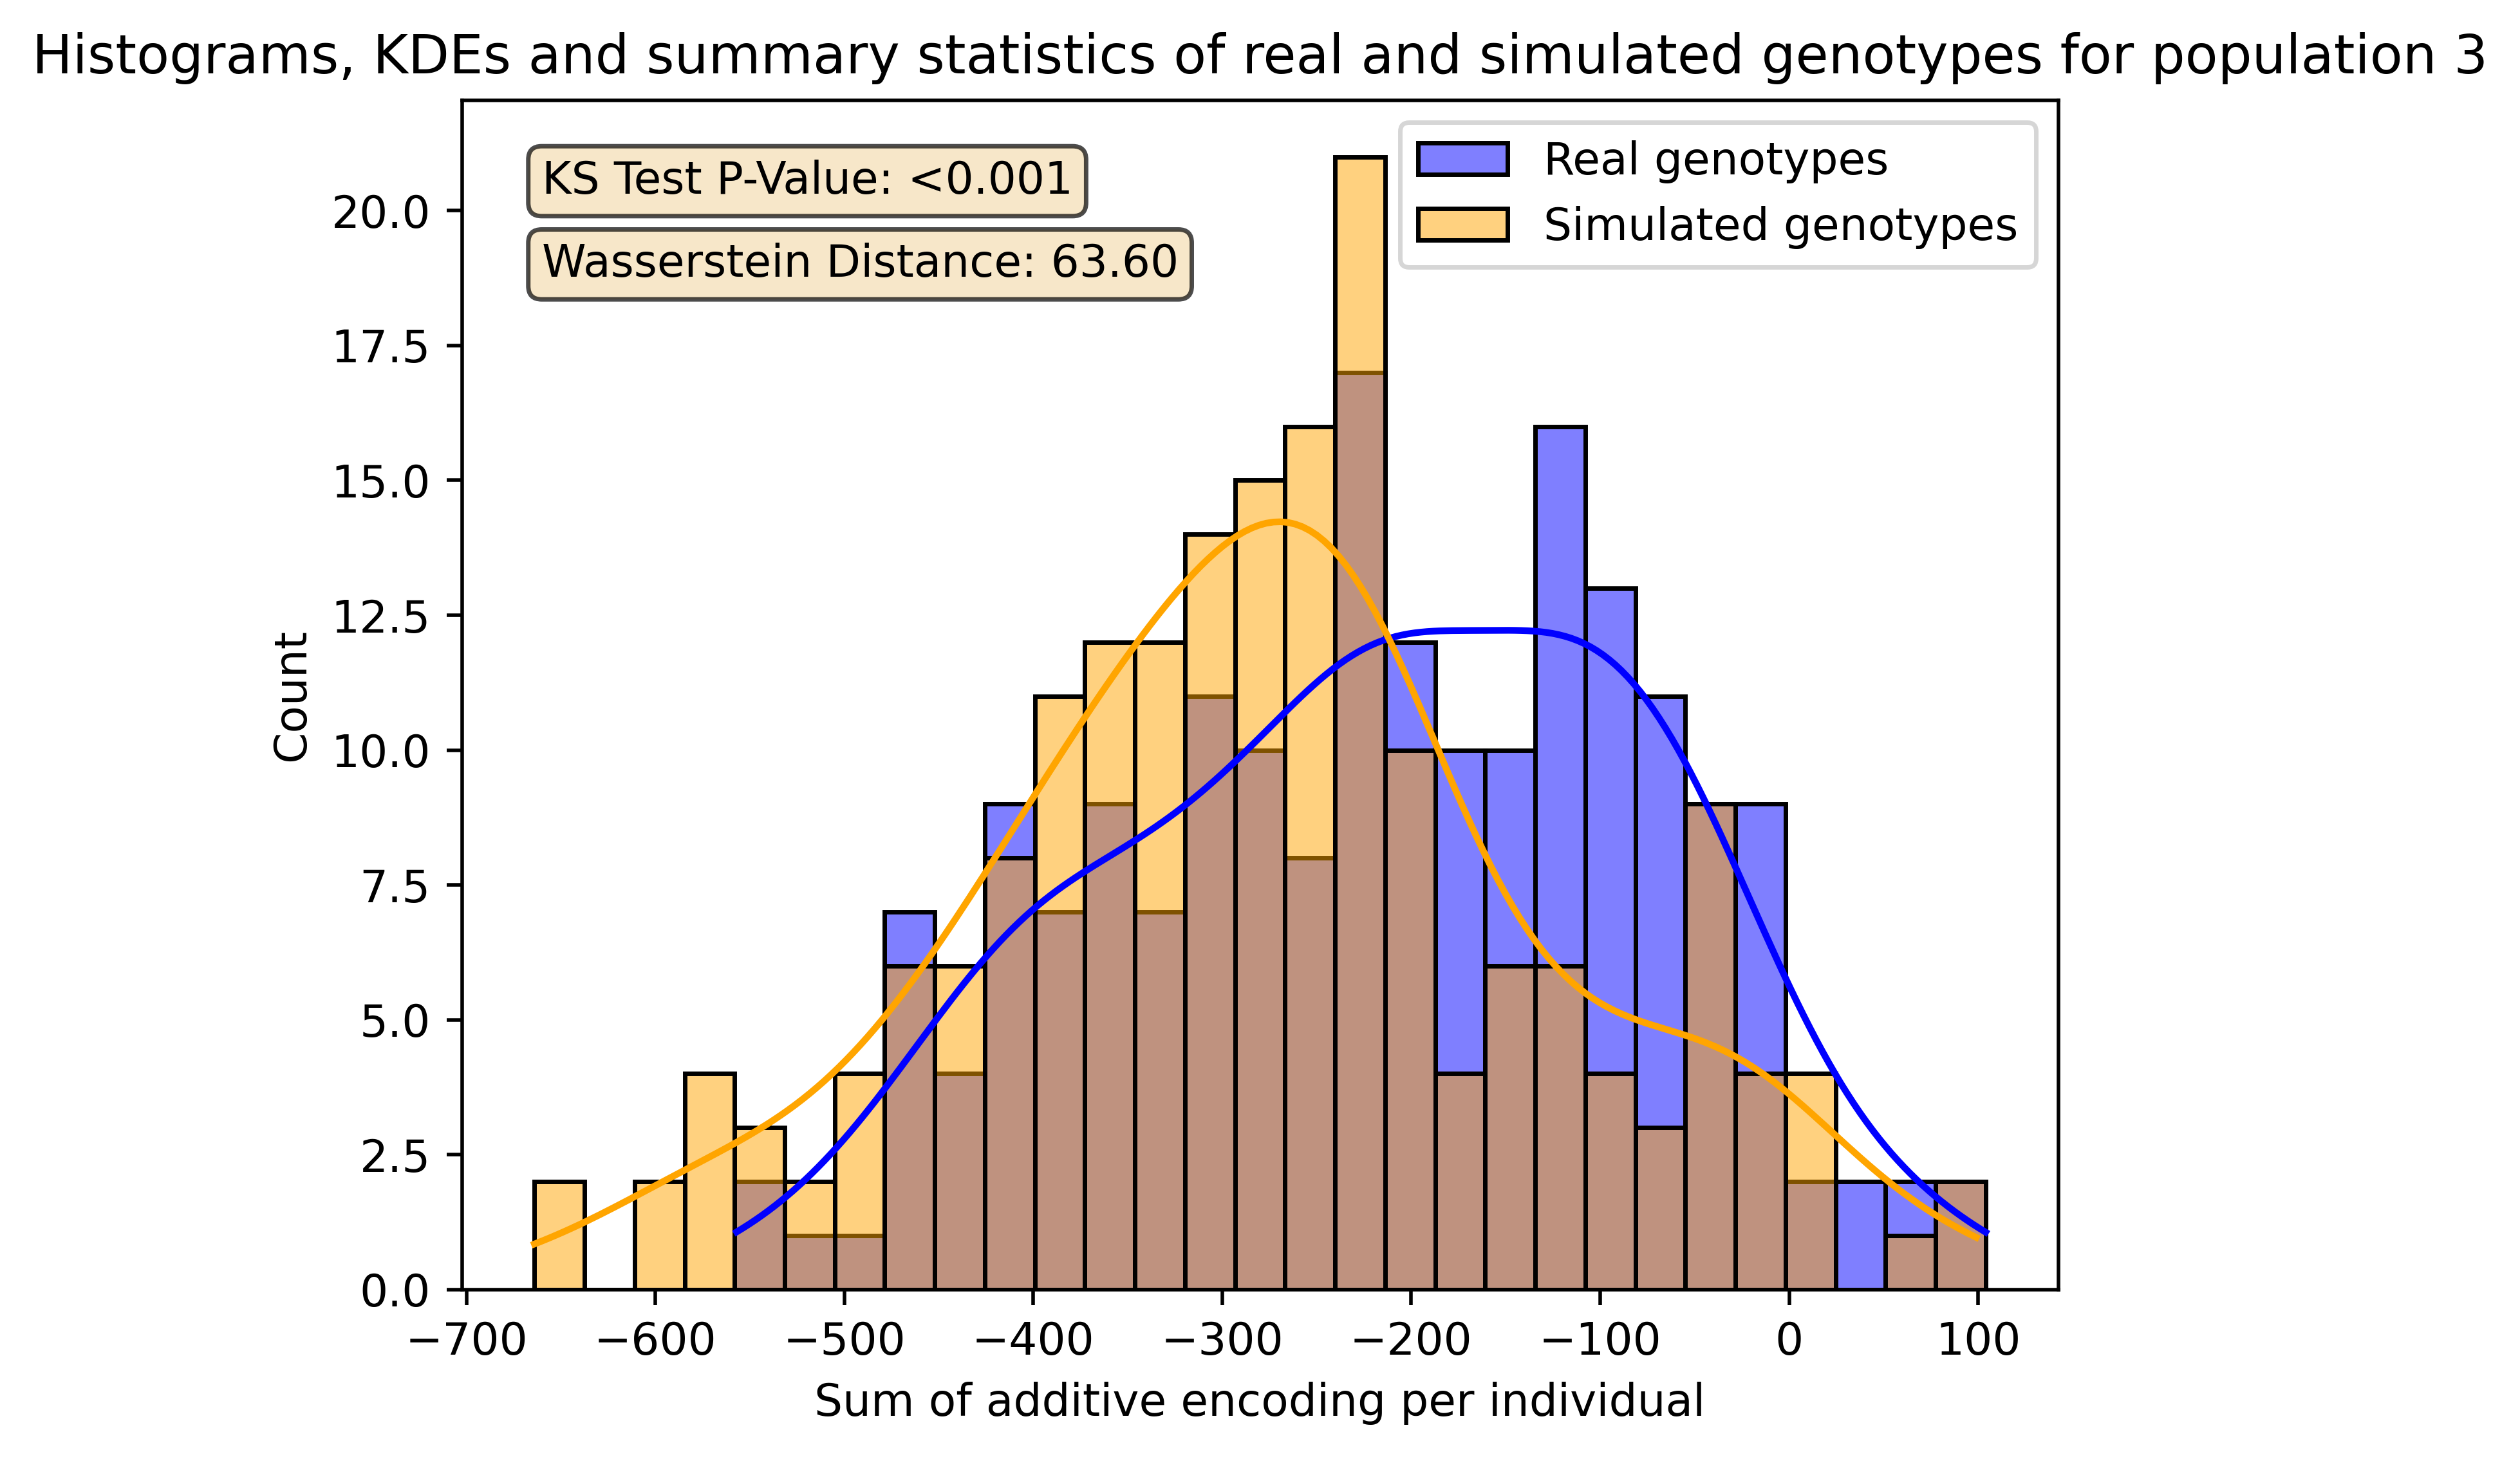 Histograms, KDEs and summary statistics of real and simulated genotypes for population 3
KS Test P-Value: <0.001
Wasserstein Distance: 63.60
Real genotypes
Simulated genotypes
20.0
17.5
15.0
12.5
10.0
7.5
5.0
2.5
0.0
Count
−700 −600 −500 −400 −300 −200 −100 0 100
Sum of additive encoding per individual